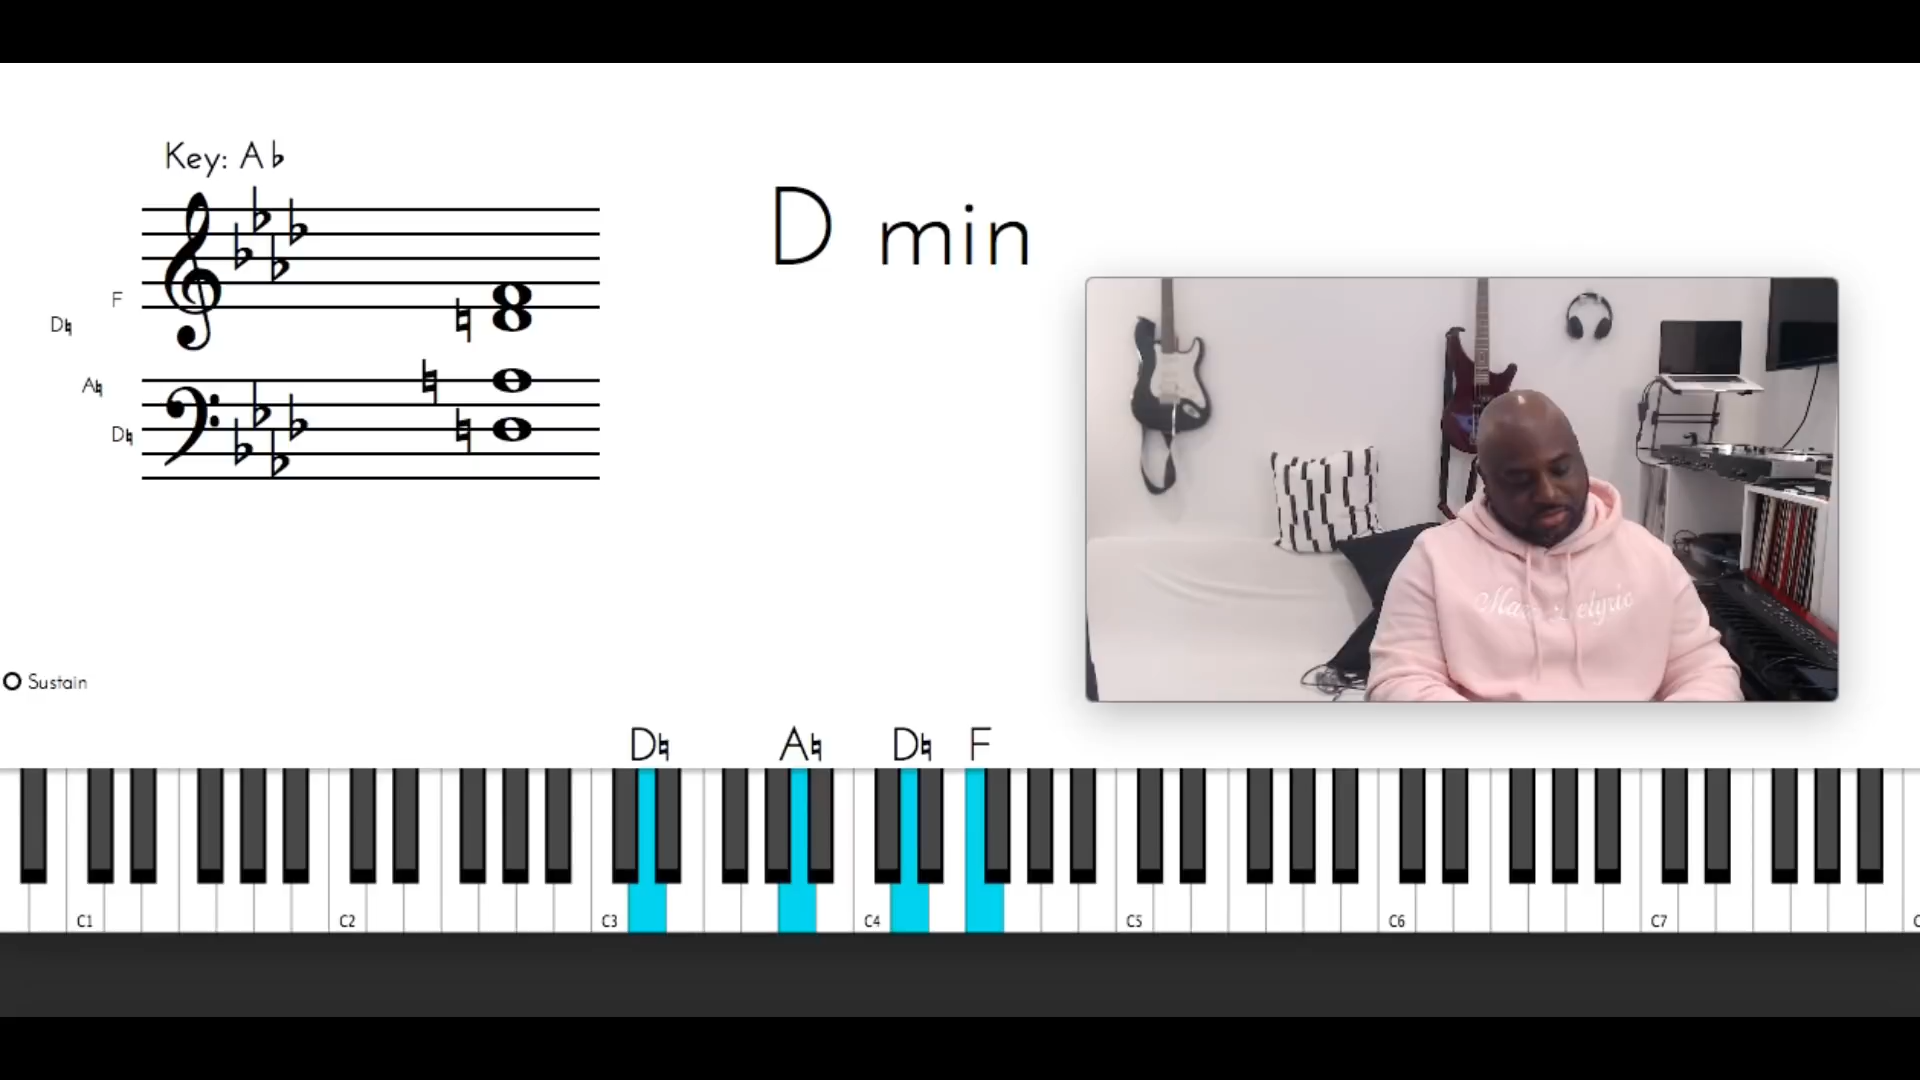 Key: A♭
D min
F
D♮
A♮
D♮
Sustain
D♮ A♮ D♮ F
C1 C2 C3 C4 C5 C6 C7